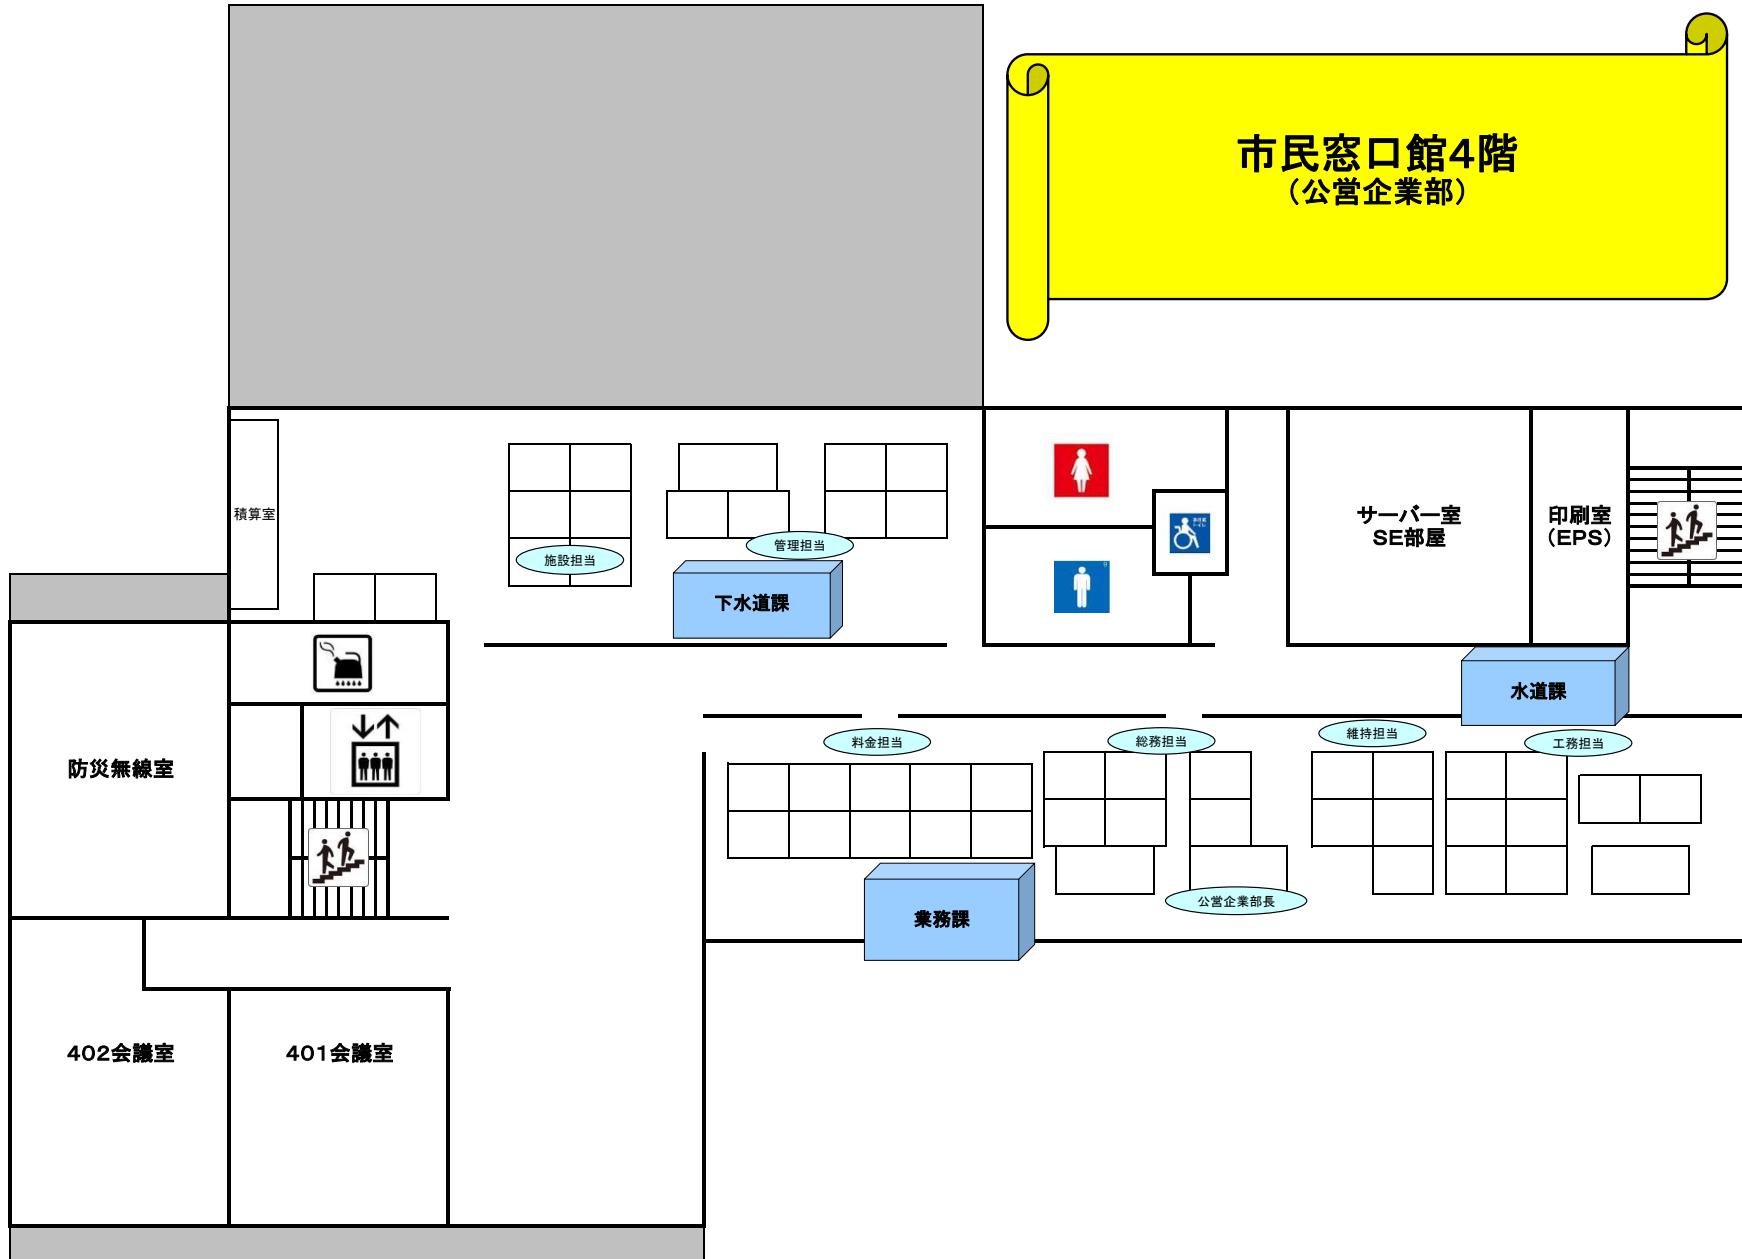 市民窓口館4階
（公営企業部）
積算室
施設担当
管理担当
下水道課
サーバー室
SE部屋
印刷室
（EPS）
水道課
防災無線室
料金担当
総務担当
維持担当
工務担当
公営企業部長
業務課
402会議室
401会議室